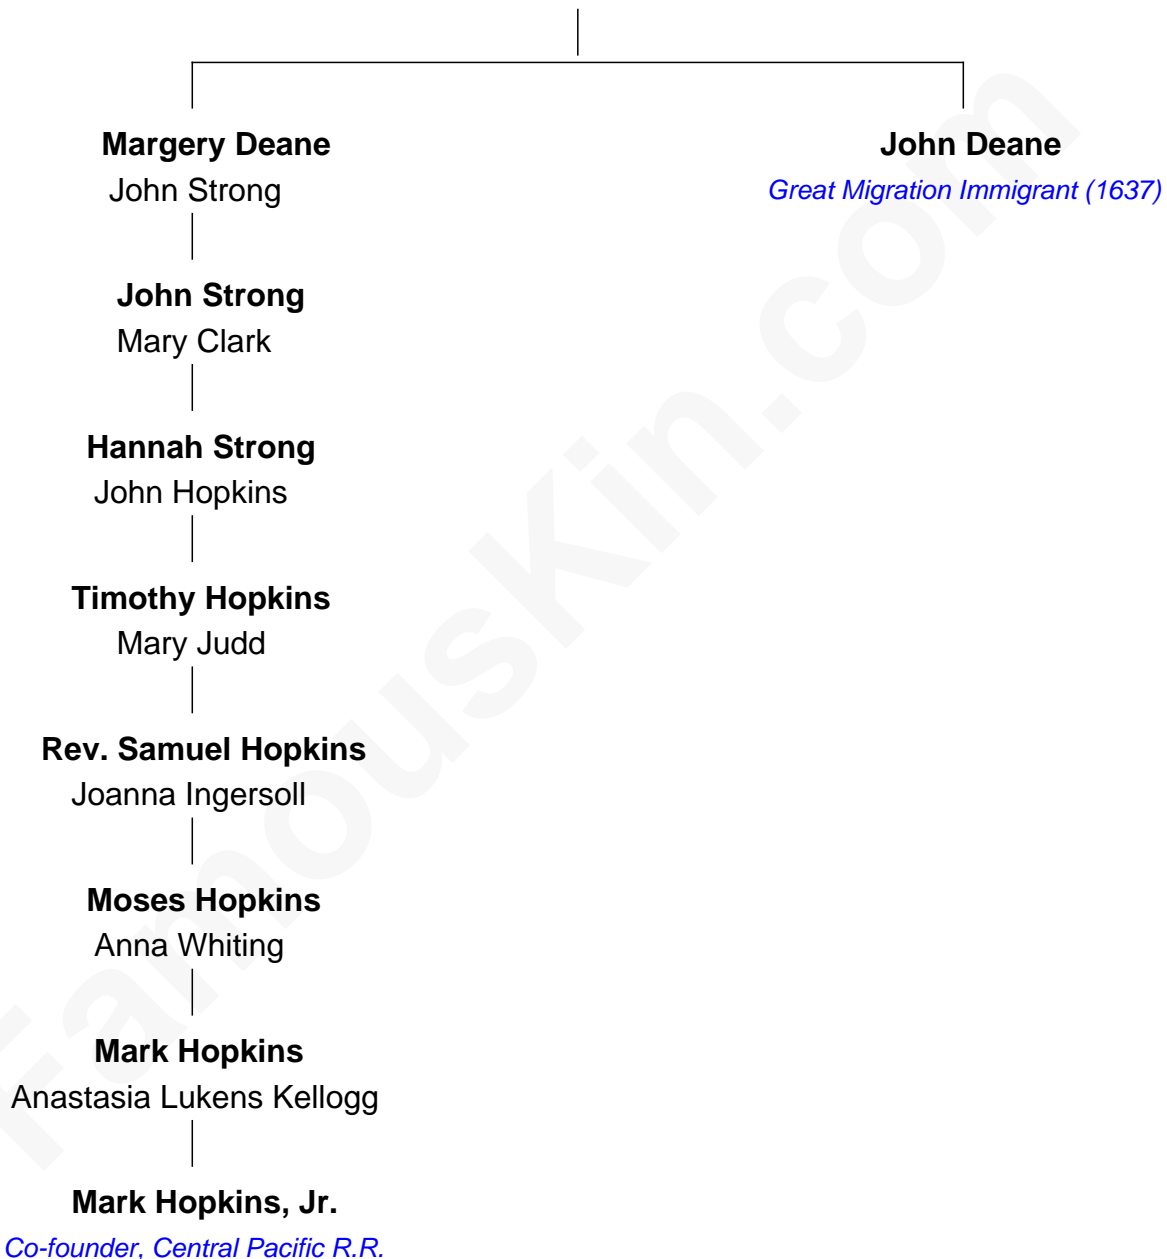 Margery Deane
John Strong
John Deane
Great Migration Immigrant (1637)
John Strong
Mary Clark
Hannah Strong
John Hopkins
Timothy Hopkins
Mary Judd
Rev. Samuel Hopkins
Joanna Ingersoll
Moses Hopkins
Anna Whiting
Mark Hopkins
Anastasia Lukens Kellogg
Mark Hopkins, Jr.
Co-founder, Central Pacific R.R.
FamousKin.com